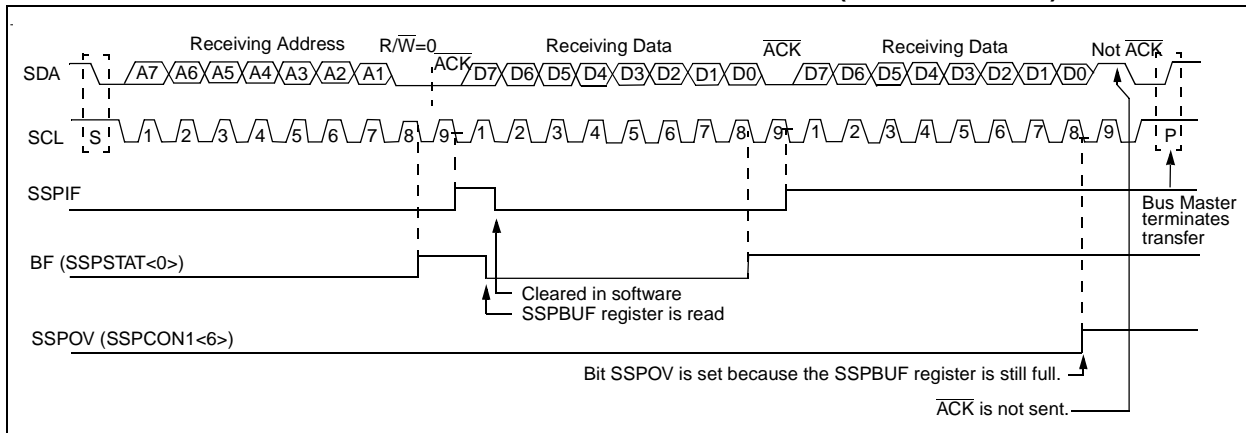 Receiving Address R/W̅=0 A̅C̅K̅ Receiving Data A̅C̅K̅ Receiving Data Not A̅C̅K̅
SDA A7 A6 A5 A4 A3 A2 A1 D7 D6 D5 D4 D3 D2 D1 D0 D7 D6 D5 D4 D3 D2 D1 D0
SCL S 1 2 3 4 5 6 7 8 9 1 2 3 4 5 6 7 8 9 1 2 3 4 5 6 7 8 9 P
SSPIF
Bus Master
terminates
transfer
BF (SSPSTAT<0>)
Cleared in software
SSPBUF register is read
SSPOV (SSPCON1<6>)
Bit SSPOV is set because the SSPBUF register is still full.
A̅C̅K̅ is not sent.